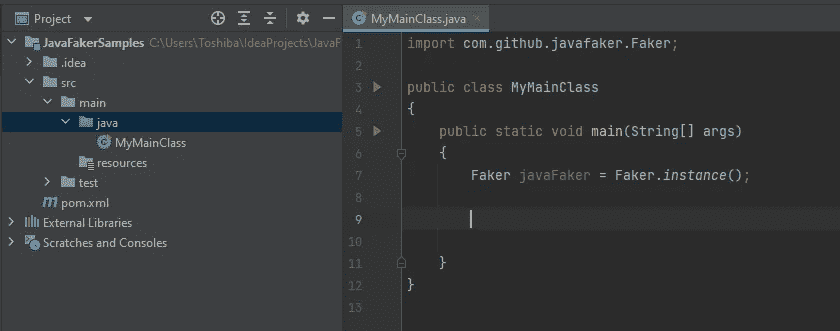 Project
JavaFakerSamples C:\Users\Toshiba\IdeaProjects\JavaF
.idea
src
main
java
MyMainClass
resources
test
pom.xml
External Libraries
Scratches and Consoles
MyMainClass.java
1 import com.github.javafaker.Faker;
2
3 public class MyMainClass
4 {
5 public static void main(String[] args)
6 {
7 Faker javaFaker = Faker.instance();
8
9
10
11 }
12 }
13